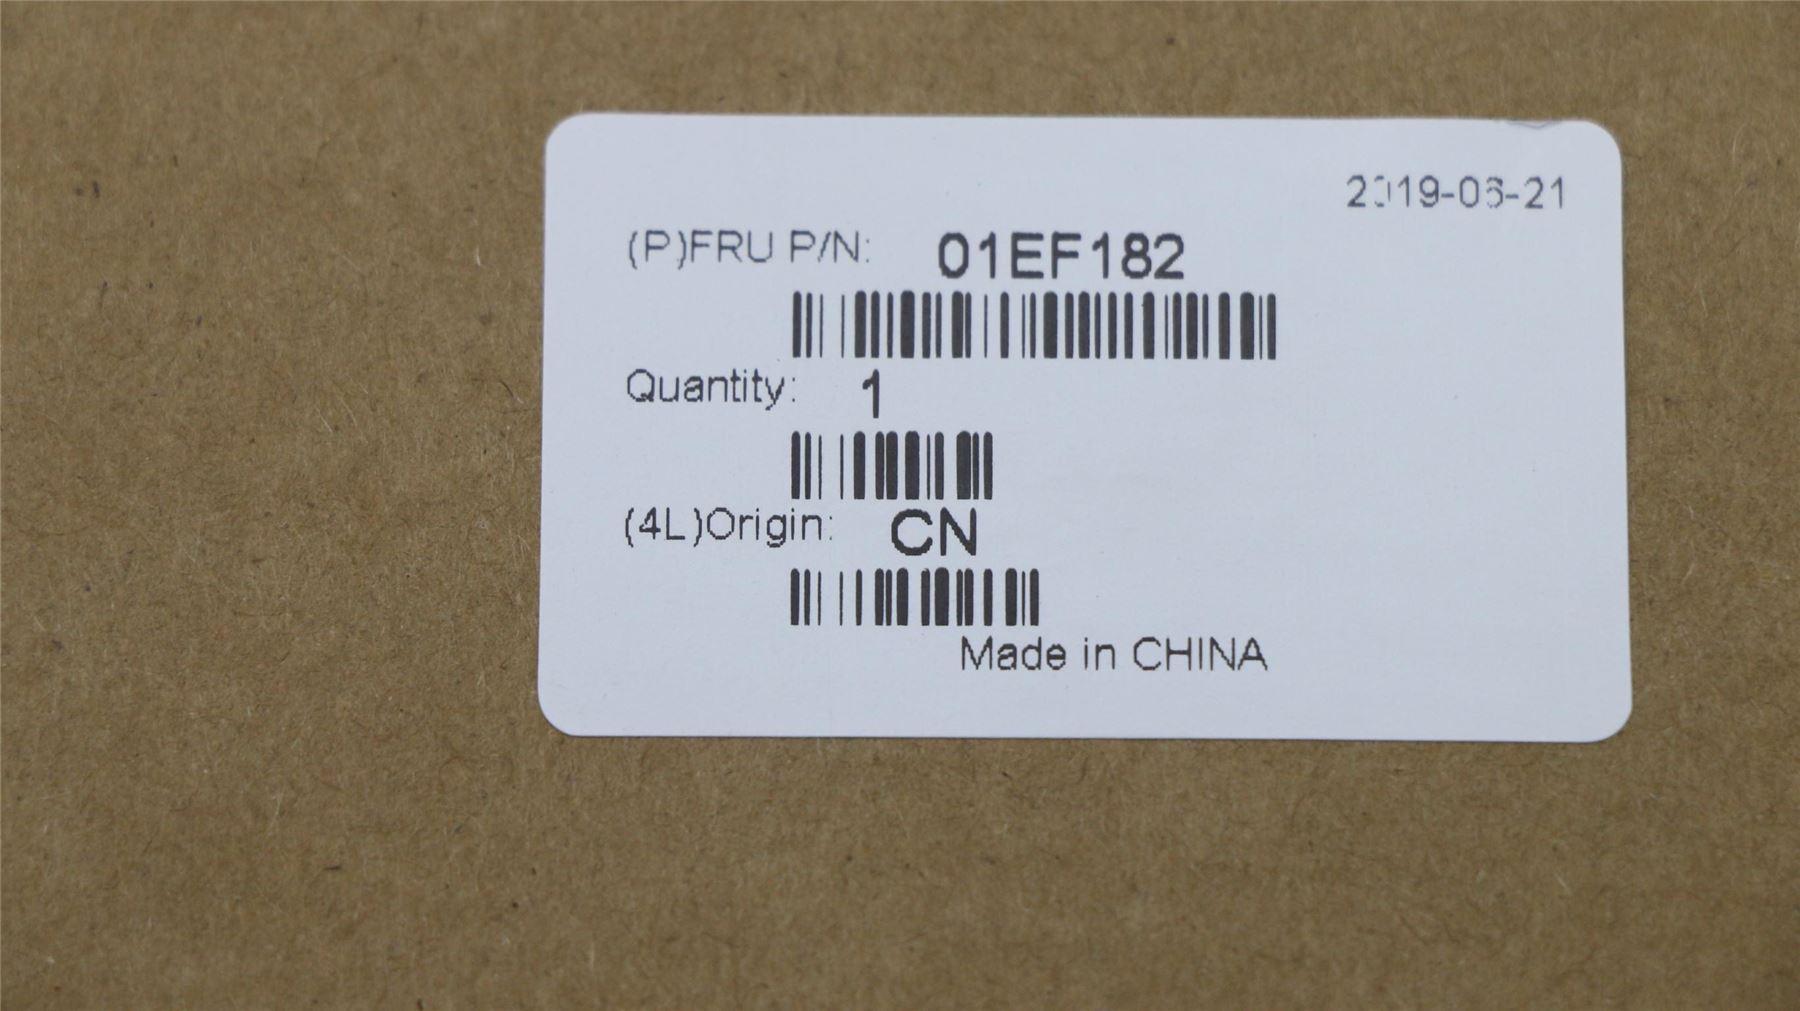 2019-06-21
(P)FRU P/N: 01EF182
Quantity: 1
(4L)Origin: CN
Made in CHINA